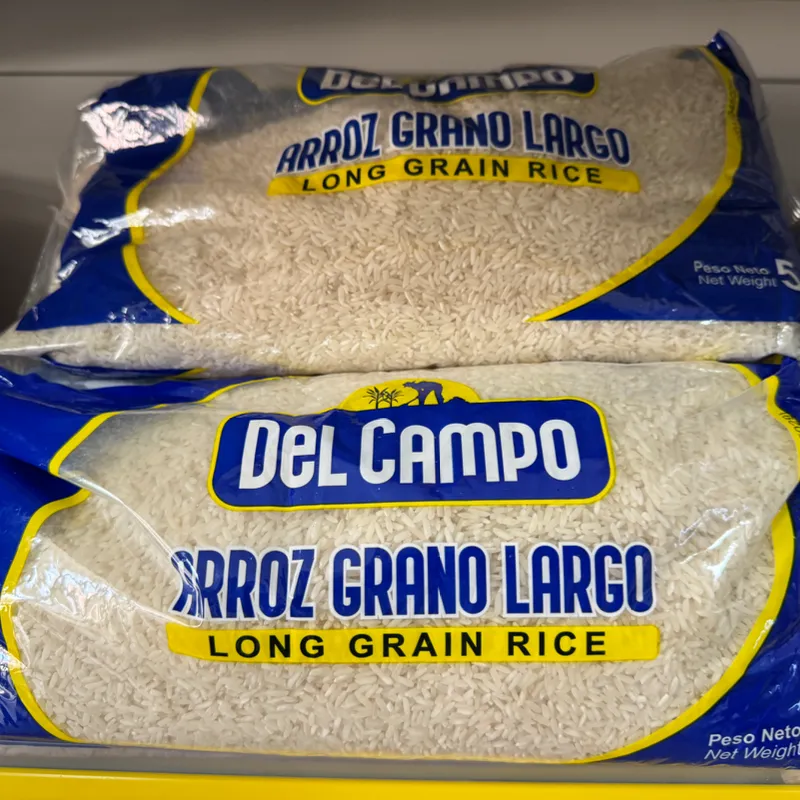 DEL CAMPO
ARROZ GRANO LARGO
LONG GRAIN RICE
Peso Neto
Net Weight 5
DEL CAMPO
ARROZ GRANO LARGO
LONG GRAIN RICE
Peso Neto
Net Weight